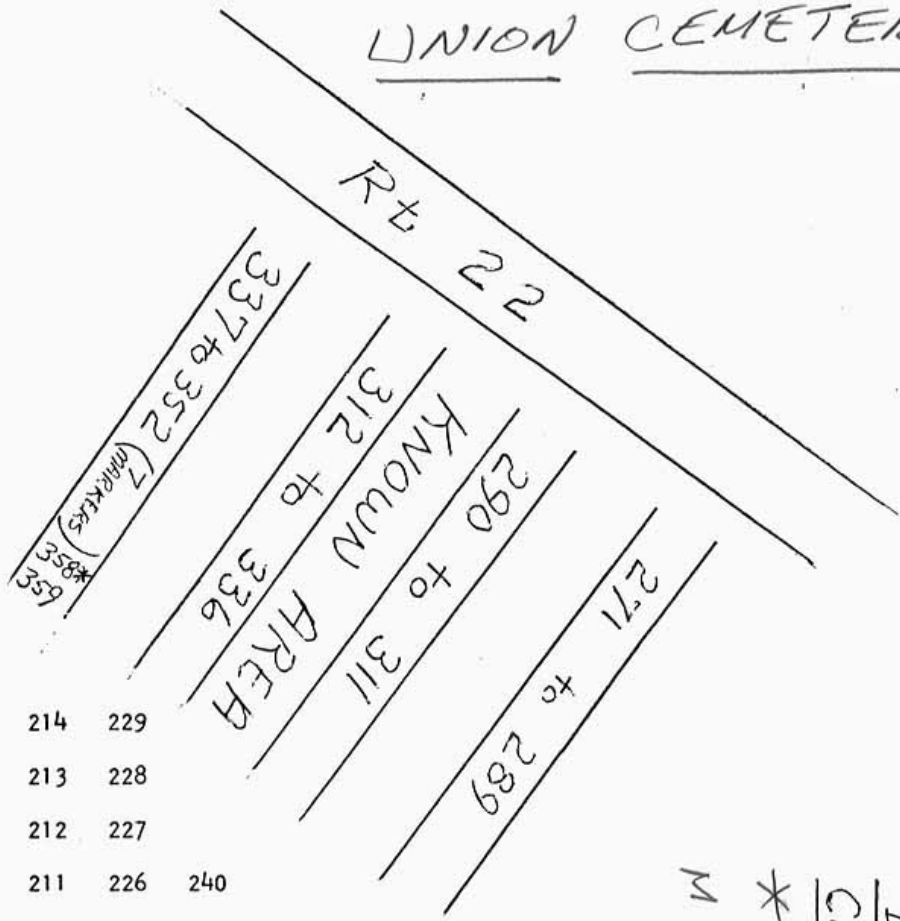 UNION CEMETE
Rt 22
337 to 352 (7 MARKERS) 358*
359
312 to 336
KNOWN AREA
290 to 311
271 to 289
214 229
213 228
212 227
211 226 240
*